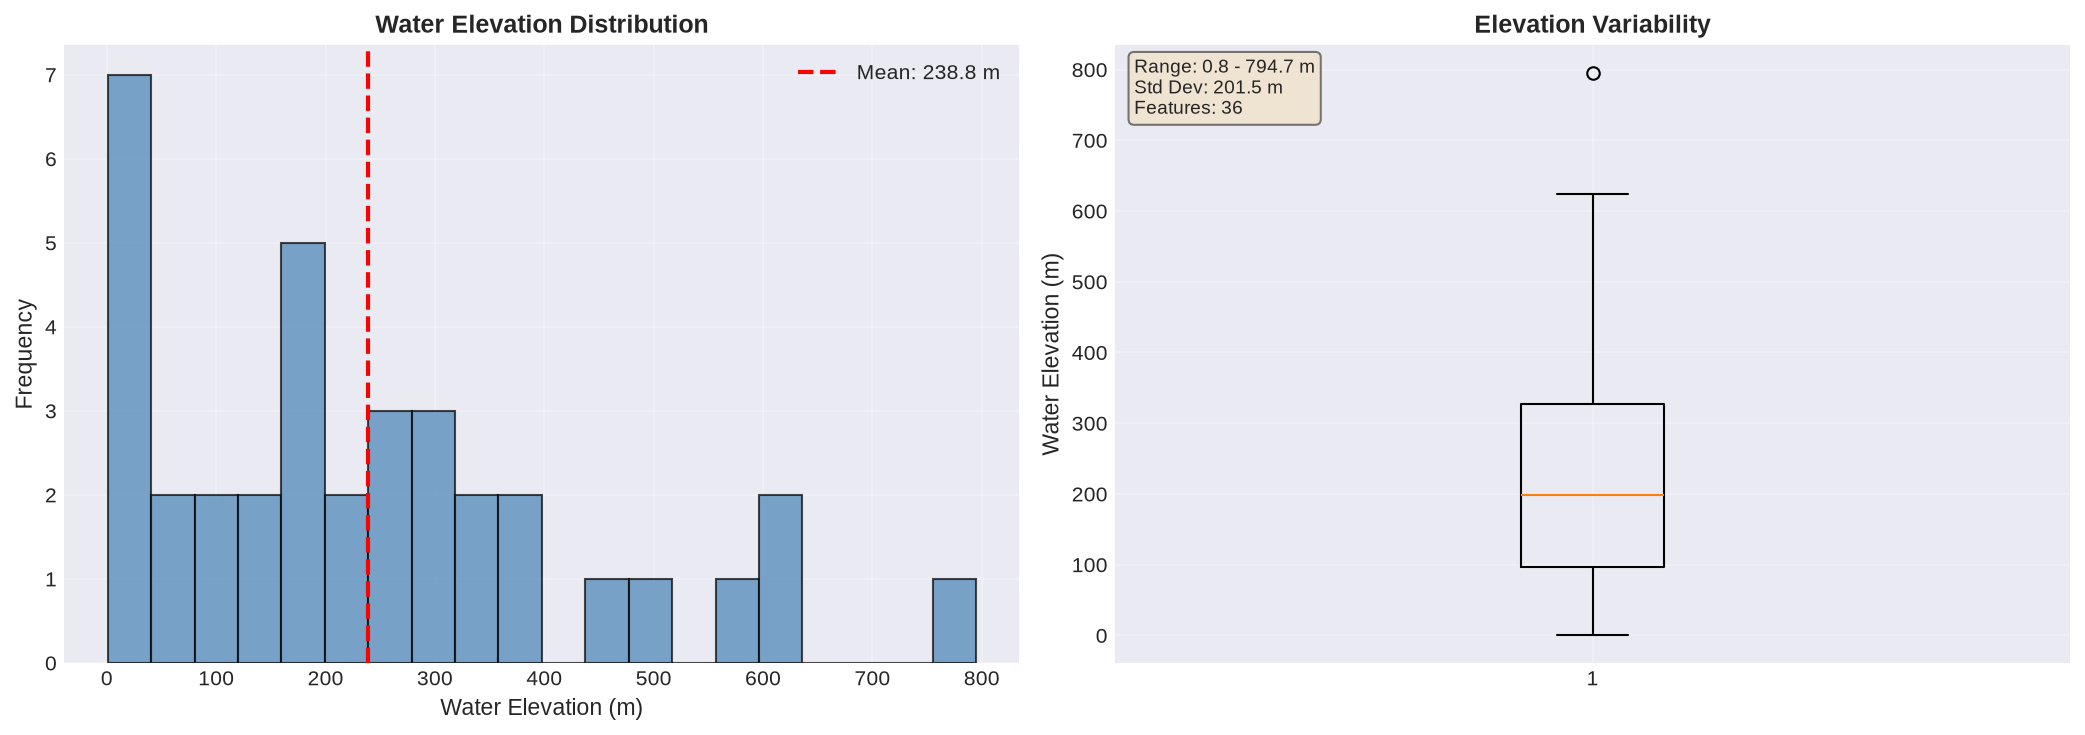 Water Elevation Distribution
Mean: 238.8 m
Frequency
7
6
5
4
3
2
1
0
0 100 200 300 400 500 600 700 800
Water Elevation (m)
Elevation Variability
Range: 0.8 - 794.7 m
Std Dev: 201.5 m
Features: 36
Water Elevation (m)
800
700
600
500
400
300
200
100
0
1